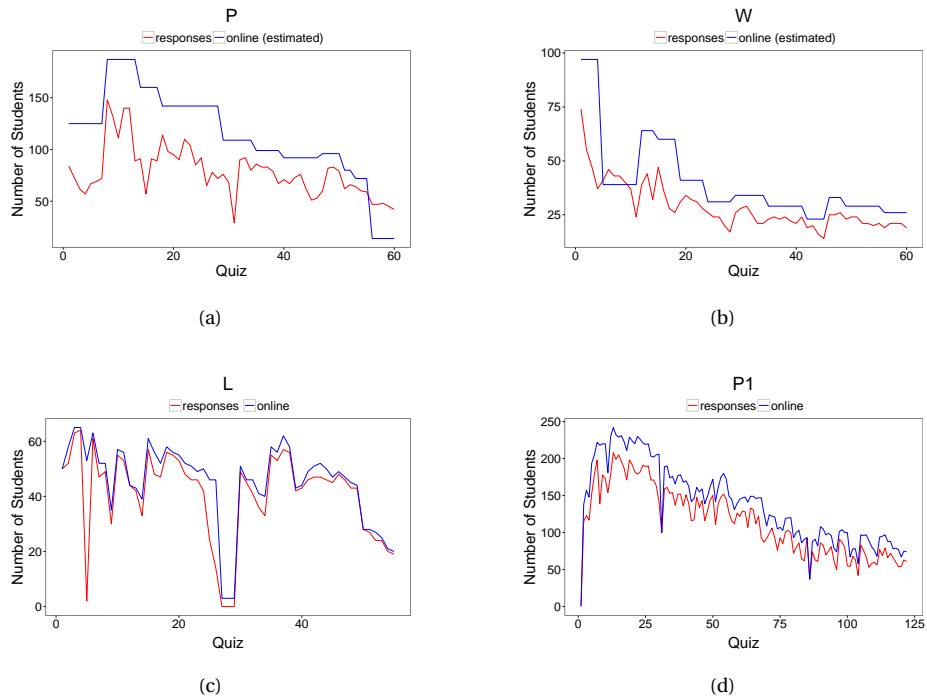 P
responses online (estimated)
Number of Students
150
100
50
0 20 40 60
Quiz
(a)
W
responses online (estimated)
Number of Students
100
75
50
25
0 20 40 60
Quiz
(b)
L
responses online
Number of Students
60
40
20
0
0 20 40
Quiz
(c)
P1
responses online
Number of Students
250
200
150
100
50
0
0 25 50 75 100 125
Quiz
(d)